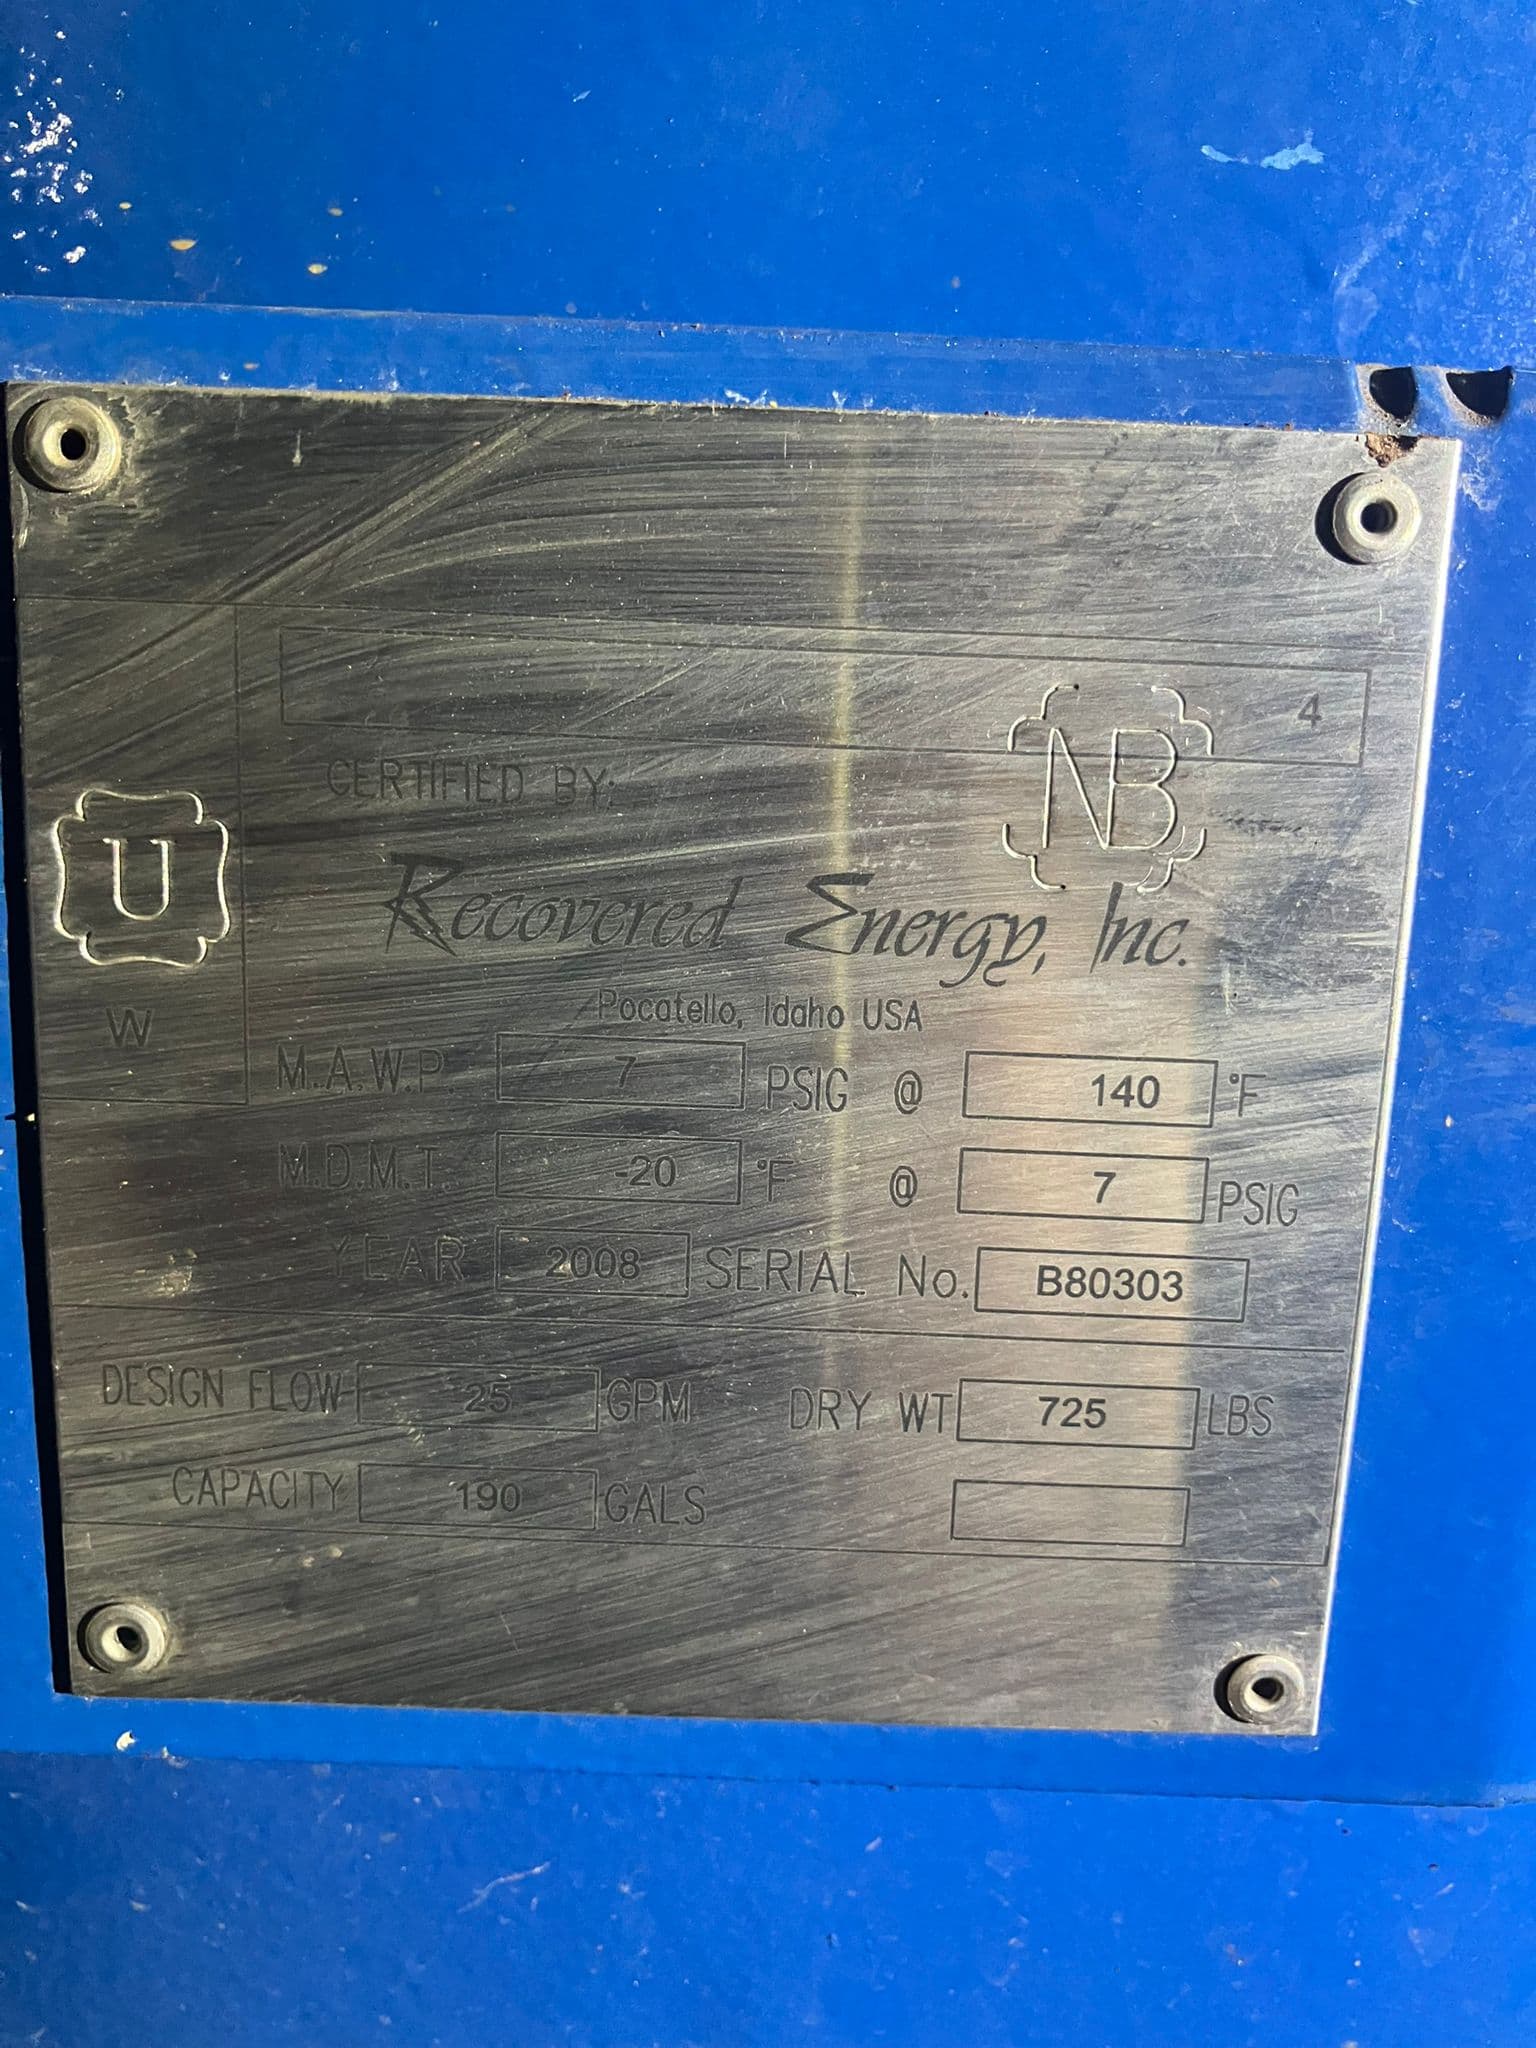 4
NB
CERTIFIED BY:
U
Recovered Energy, Inc.
Pocatello, Idaho USA
W
M.A.W.P. 7 PSIG @ 140 °F
M.D.M.T. -20 °F @ 7 PSIG
YEAR 2008 SERIAL No. B80303
DESIGN FLOW 25 GPM DRY WT 725 LBS
CAPACITY 190 GALS